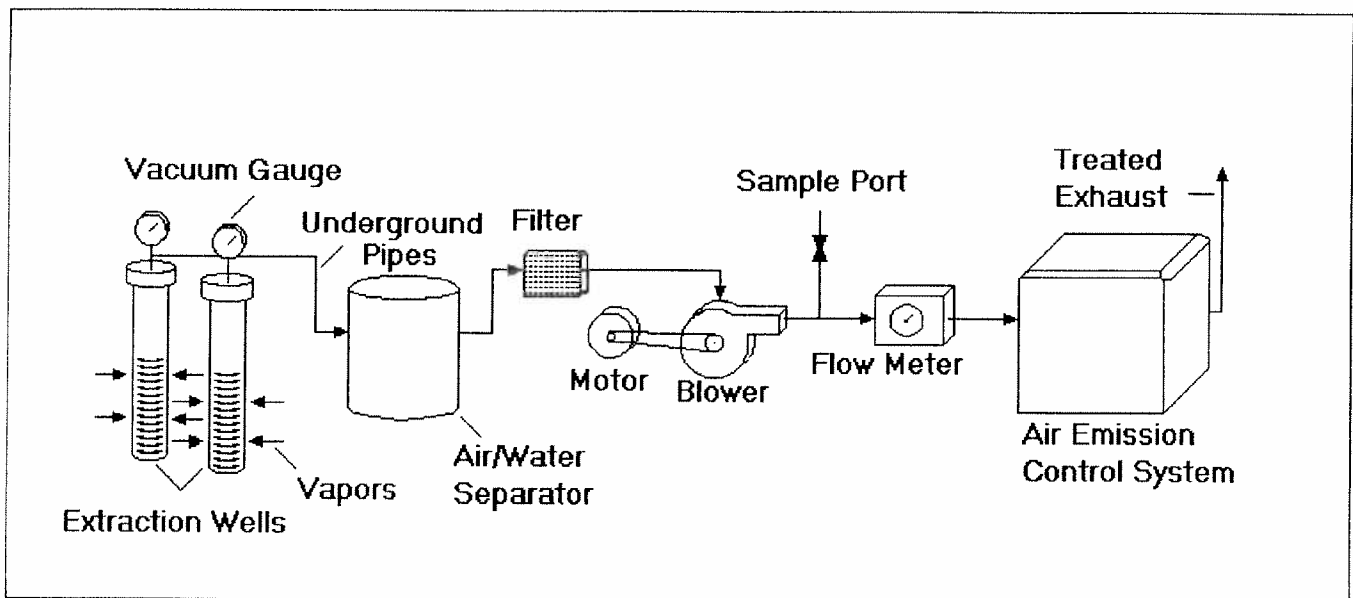 Vacuum Gauge
Underground
Pipes
Filter
Sample Port
Treated
Exhaust
Motor
Blower
Flow Meter
Air/Water
Separator
Vapors
Extraction Wells
Air Emission
Control System